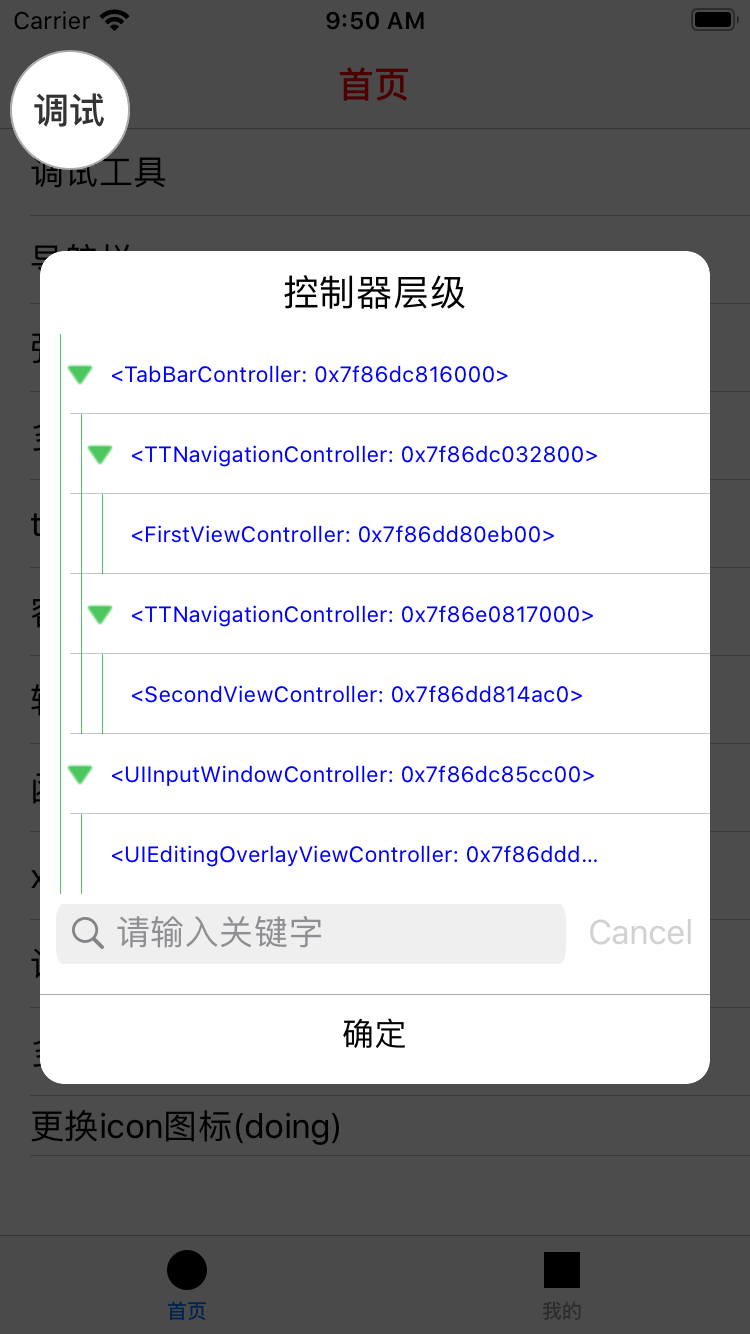 Carrier
9:50 AM
首页
调试
调试工具
控制器层级
<TabBarController: 0x7f86dc816000>
<TTNavigationController: 0x7f86dc032800>
<FirstViewController: 0x7f86dd80eb00>
<TTNavigationController: 0x7f86e0817000>
<SecondViewController: 0x7f86dd814ac0>
<UIInputWindowController: 0x7f86dc85cc00>
<UIEditingOverlayViewController: 0x7f86ddd...
请输入关键字
Cancel
确定
更换icon图标(doing)
首页
我的